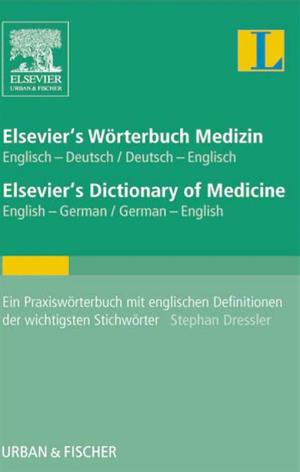 ELSEVIER
URBAN & FISCHER
L
Elsevier's Wörterbuch Medizin
Englisch – Deutsch / Deutsch – Englisch
Elsevier's Dictionary of Medicine
English – German / German – English
Ein Praxiswörterbuch mit englischen Definitionen
der wichtigsten Stichwörter Stephan Dressler
URBAN & FISCHER